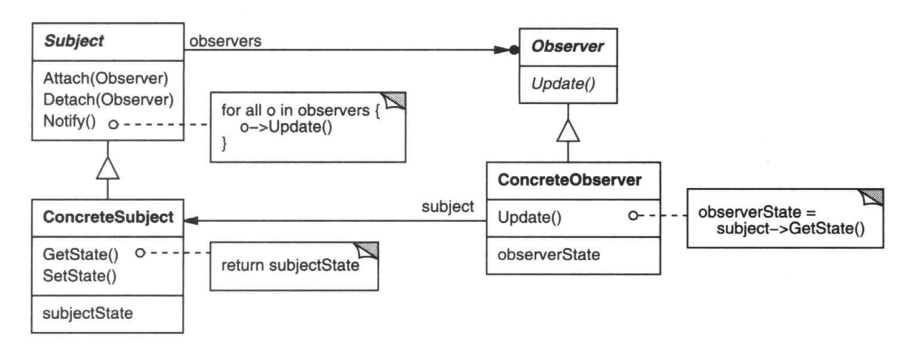 Subject
Attach(Observer)
Detach(Observer)
Notify()
observers
for all o in observers {
o->Update()
}
Observer
Update()
ConcreteSubject
GetState()
SetState()
subjectState
return subjectState
subject
ConcreteObserver
Update()
observerState
observerState =
subject->GetState()